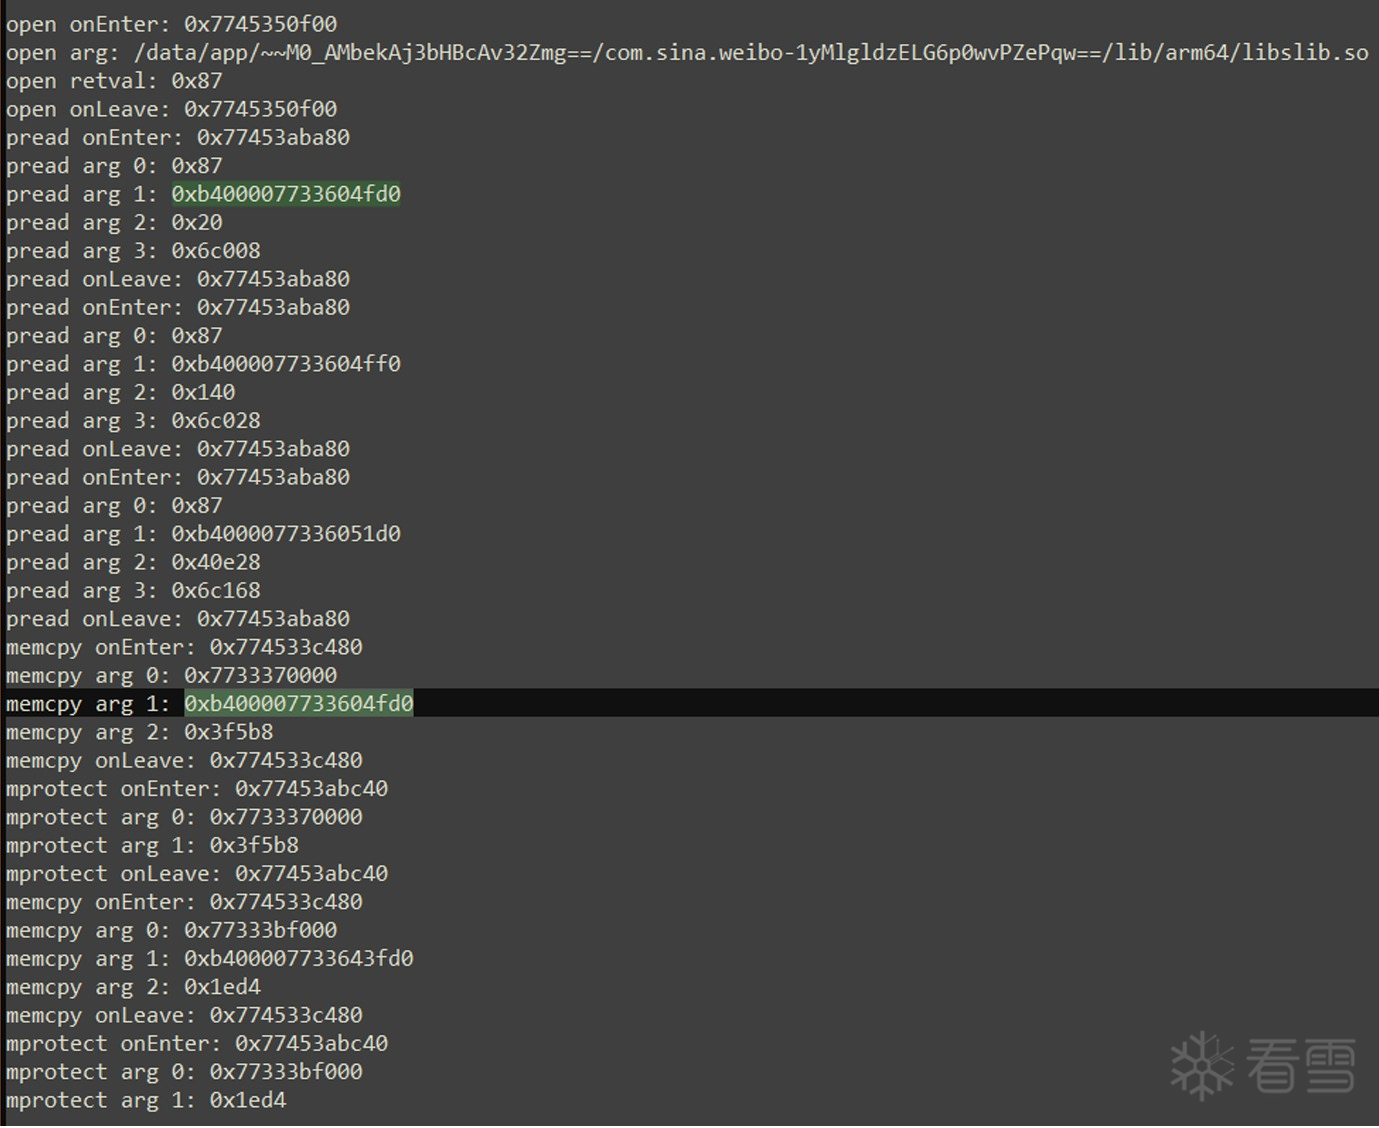 open onEnter: 0x7745350f00
open arg: /data/app/~~M0_AMbekAj3bHBcAv32Zmg==/com.sina.weibo-1yMlgldzELG6p0wvPZePqw==/lib/arm64/libslib.so
open retval: 0x87
open onLeave: 0x7745350f00
pread onEnter: 0x77453aba80
pread arg 0: 0x87
pread arg 1: 0xb400007733604fd0
pread arg 2: 0x20
pread arg 3: 0x6c008
pread onLeave: 0x77453aba80
pread onEnter: 0x77453aba80
pread arg 0: 0x87
pread arg 1: 0xb400007733604ff0
pread arg 2: 0x140
pread arg 3: 0x6c028
pread onLeave: 0x77453aba80
pread onEnter: 0x77453aba80
pread arg 0: 0x87
pread arg 1: 0xb4000077336051d0
pread arg 2: 0x40e28
pread arg 3: 0x6c168
pread onLeave: 0x77453aba80
memcpy onEnter: 0x774533c480
memcpy arg 0: 0x7733370000
memcpy arg 1: 0xb400007733604fd0
memcpy arg 2: 0x3f5b8
memcpy onLeave: 0x774533c480
mprotect onEnter: 0x77453abc40
mprotect arg 0: 0x7733370000
mprotect arg 1: 0x3f5b8
mprotect onLeave: 0x77453abc40
memcpy onEnter: 0x774533c480
memcpy arg 0: 0x77333bf000
memcpy arg 1: 0xb400007733643fd0
memcpy arg 2: 0x1ed4
memcpy onLeave: 0x774533c480
mprotect onEnter: 0x77453abc40
mprotect arg 0: 0x77333bf000
mprotect arg 1: 0x1ed4
看雪